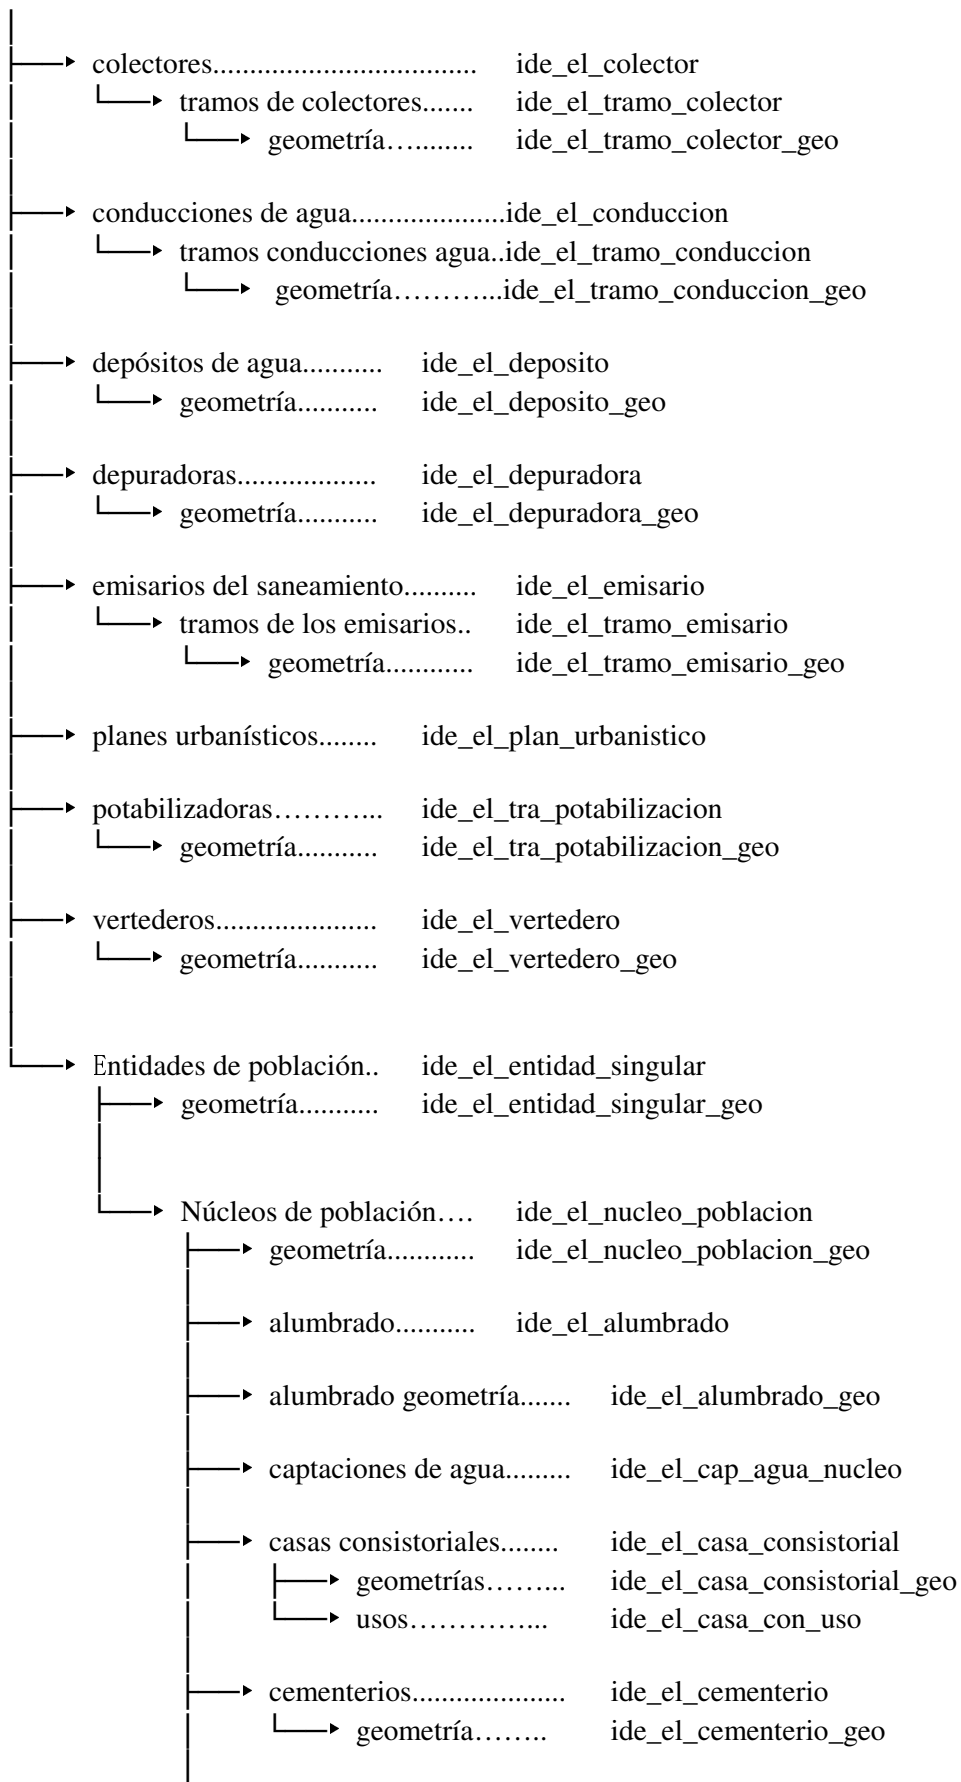 colectores................................... ide_el_colector
tramos de colectores....... ide_el_tramo_colector
geometría…........ ide_el_tramo_colector_geo
conducciones de agua.....................ide_el_conduccion
tramos conducciones agua..ide_el_tramo_conduccion
geometría………...ide_el_tramo_conduccion_geo
depósitos de agua........... ide_el_deposito
geometría........... ide_el_deposito_geo
depuradoras................... ide_el_depuradora
geometría........... ide_el_depuradora_geo
emisarios del saneamiento.......... ide_el_emisario
tramos de los emisarios.. ide_el_tramo_emisario
geometría............ ide_el_tramo_emisario_geo
planes urbanísticos........ ide_el_plan_urbanistico
potabilizadoras………... ide_el_tra_potabilizacion
geometría........... ide_el_tra_potabilizacion_geo
vertederos...................... ide_el_vertedero
geometría........... ide_el_vertedero_geo
Entidades de población.. ide_el_entidad_singular
geometría........... ide_el_entidad_singular_geo
Núcleos de población…. ide_el_nucleo_poblacion
geometría............ ide_el_nucleo_poblacion_geo
alumbrado........... ide_el_alumbrado
alumbrado geometría....... ide_el_alumbrado_geo
captaciones de agua......... ide_el_cap_agua_nucleo
casas consistoriales........ ide_el_casa_consistorial
geometrías……... ide_el_casa_consistorial_geo
usos…………... ide_el_casa_con_uso
cementerios..................... ide_el_cementerio
geometría…….. ide_el_cementerio_geo